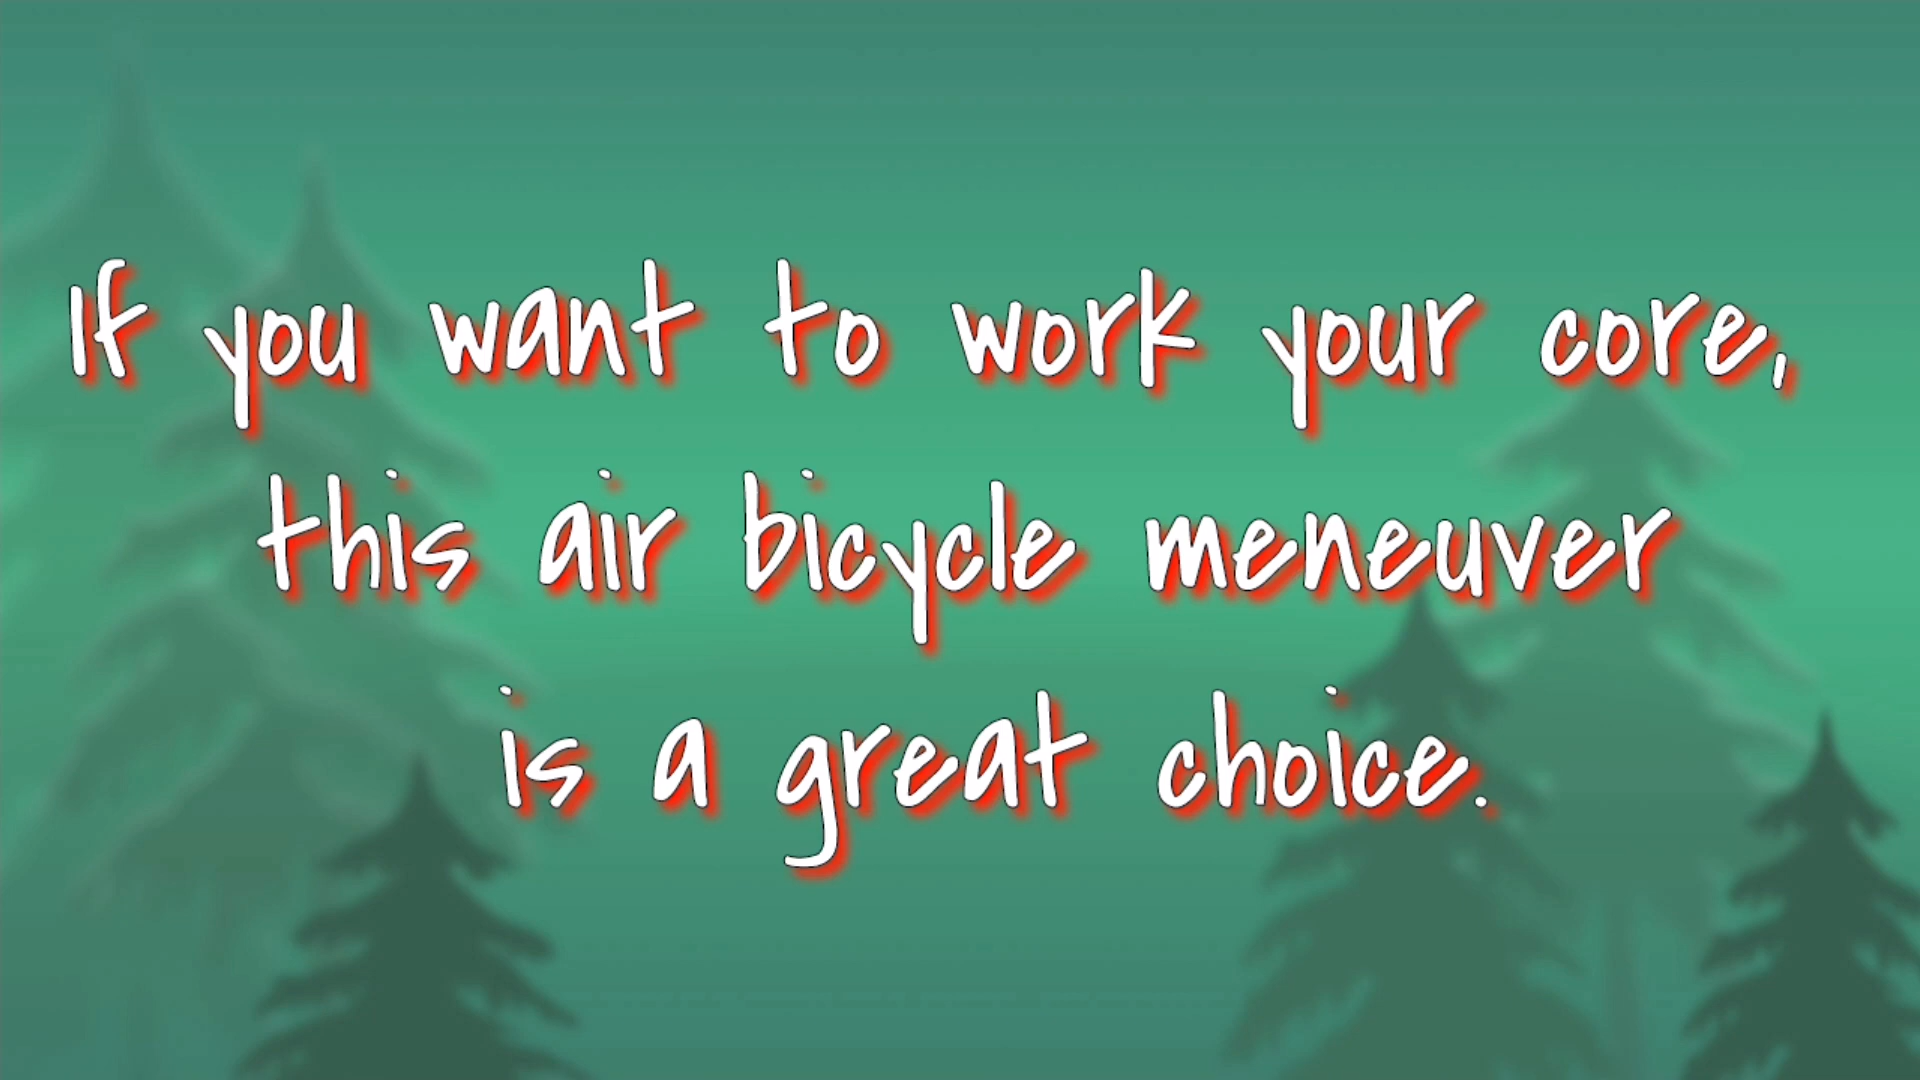 If you want to work your core,
this air bicycle meneuver
is a great choice.